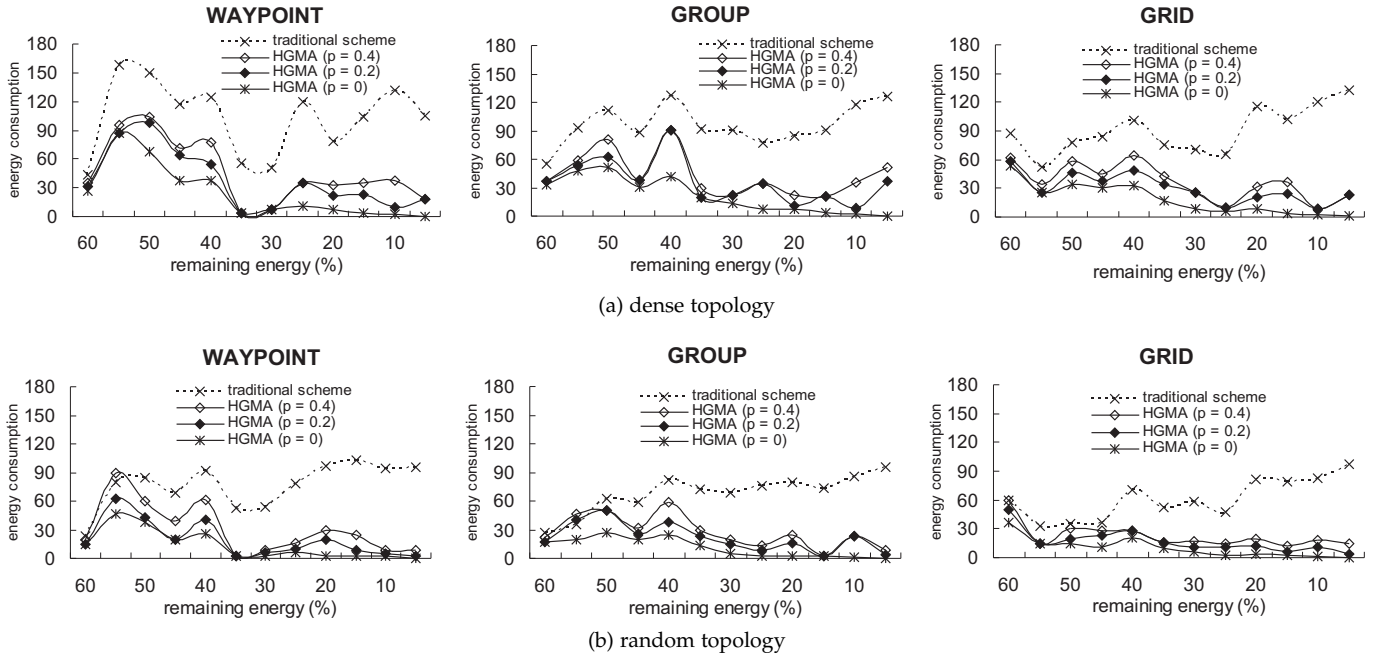 WAYPOINT
180
150
120
90
60
30
0
energy consumption
traditional scheme
HGMA (p = 0.4)
HGMA (p = 0.2)
HGMA (p = 0)
60 50 40 30 20 10
remaining energy (%)
GROUP
180
150
120
90
60
30
0
energy consumption
traditional scheme
HGMA (p = 0.4)
HGMA (p = 0.2)
HGMA (p = 0)
60 50 40 30 20 10
remaining energy (%)
GRID
180
150
120
90
60
30
0
energy consumption
traditional scheme
HGMA (p = 0.4)
HGMA (p = 0.2)
HGMA (p = 0)
60 50 40 30 20 10
remaining energy (%)
(a) dense topology
WAYPOINT
180
150
120
90
60
30
0
energy consumption
traditional scheme
HGMA (p = 0.4)
HGMA (p = 0.2)
HGMA (p = 0)
60 50 40 30 20 10
remaining energy (%)
GROUP
180
150
120
90
60
30
0
energy consumption
traditional scheme
HGMA (p = 0.4)
HGMA (p = 0.2)
HGMA (p = 0)
60 50 40 30 20 10
remaining energy (%)
GRID
180
150
120
90
60
30
0
energy consumption
traditional scheme
HGMA (p = 0.4)
HGMA (p = 0.2)
HGMA (p = 0)
60 50 40 30 20 10
remaining energy (%)
(b) random topology